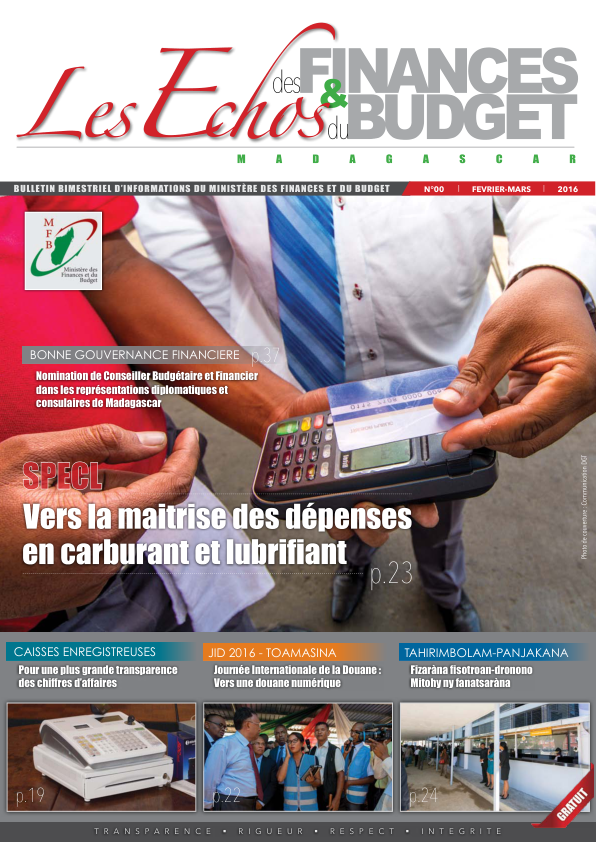 Les Echos
des FINANCES
& du BUDGET
MADAGASCAR
BULLETIN BIMESTRIEL D'INFORMATIONS DU MINISTÈRE DES FINANCES ET DU BUDGET
N°00 | FEVRIER-MARS | 2016
MFB
Ministère des
Finances et du
Budget
BONNE GOUVERNANCE FINANCIERE p.37
Nomination de Conseiller Budgétaire et Financier
dans les représentations diplomatiques et
consulaires de Madagascar
SPECL
Vers la maitrise des dépenses
en carburant et lubrifiant
p.23
Photo de couverture : Communication DGT
CAISSES ENREGISTREUSES
Pour une plus grande transparence
des chiffres d'affaires
p.19
JID 2016 - TOAMASINA
Journée Internationale de la Douane :
Vers une douane numérique
p.22
TAHIRIMBOLAM-PANJAKANA
Fizaràna fisotroan-dronono
Mitohy ny fanatsaràna
p.24
GRATUIT
TRANSPARENCE • RIGUEUR • RESPECT • INTEGRITE